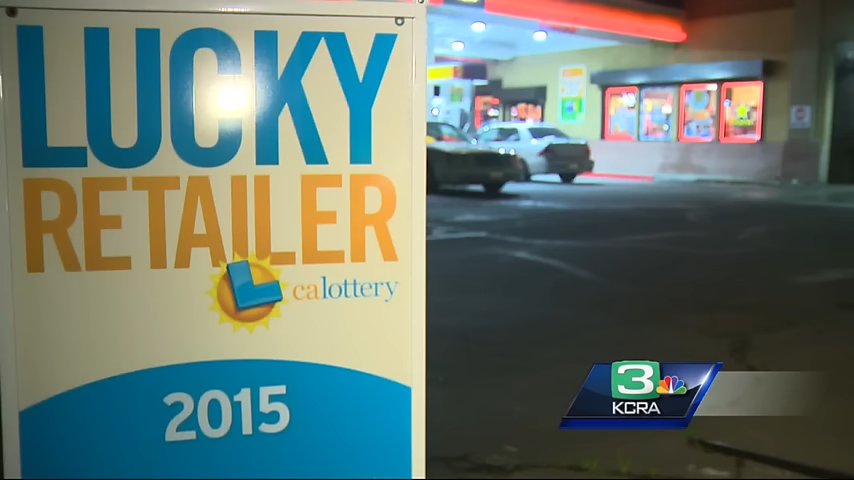 LUCKY
RETAILER
calottery
2015
3
KCRA